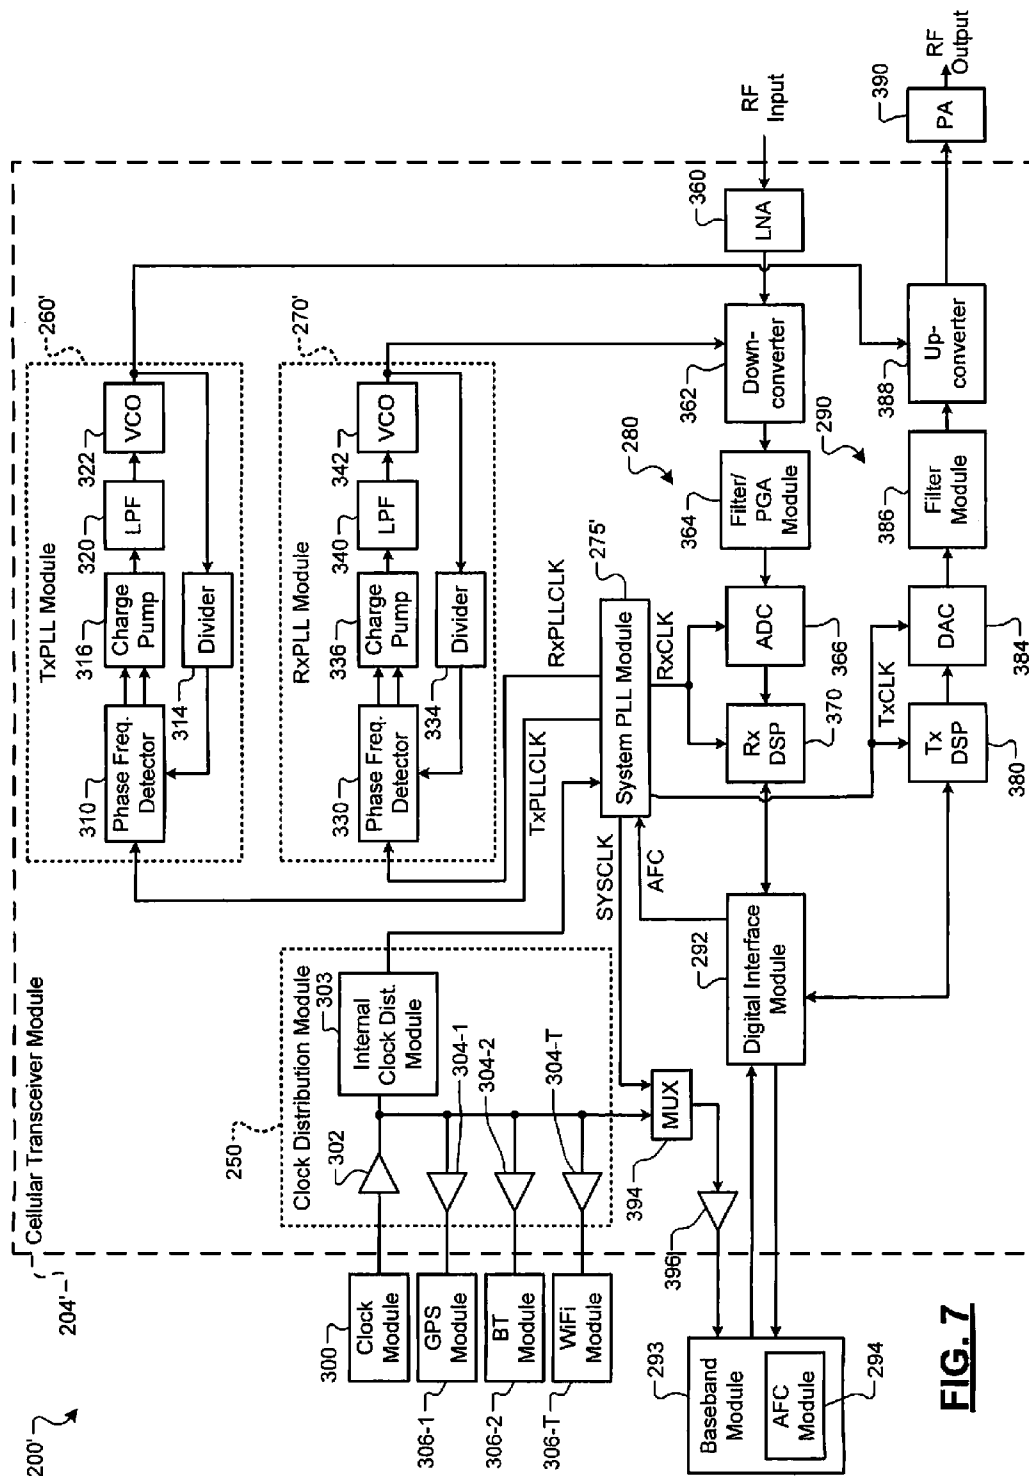 200'
204'
Cellular Transceiver Module
260'
TxPLL Module
310
Phase Freq.
Detector
316
Charge
Pump
320
LPF
322
VCO
314
Divider
270'
RxPLL Module
330
Phase Freq.
Detector
336
Charge
Pump
340
LPF
342
VCO
334
Divider
TxPLLCLK
RxPLLCLK
250
Clock Distribution Module
302
303
Internal
Clock Dist.
Module
304-1
304-2
304-T
300
Clock
Module
306-1
GPS
Module
306-2
BT
Module
306-T
WiFi
Module
275'
System PLL Module
SYSCLK
AFC
RxCLK
TxCLK
394
MUX
396
280
360
LNA
RF
Input
362
Down-
converter
364
Filter/
PGA
Module
366
ADC
370
Rx
DSP
292
Digital Interface
Module
290
380
Tx
DSP
384
DAC
386
Filter
Module
388
Up-
converter
390
PA
RF
Output
293
Baseband
Module
294
AFC
Module
FIG. 7